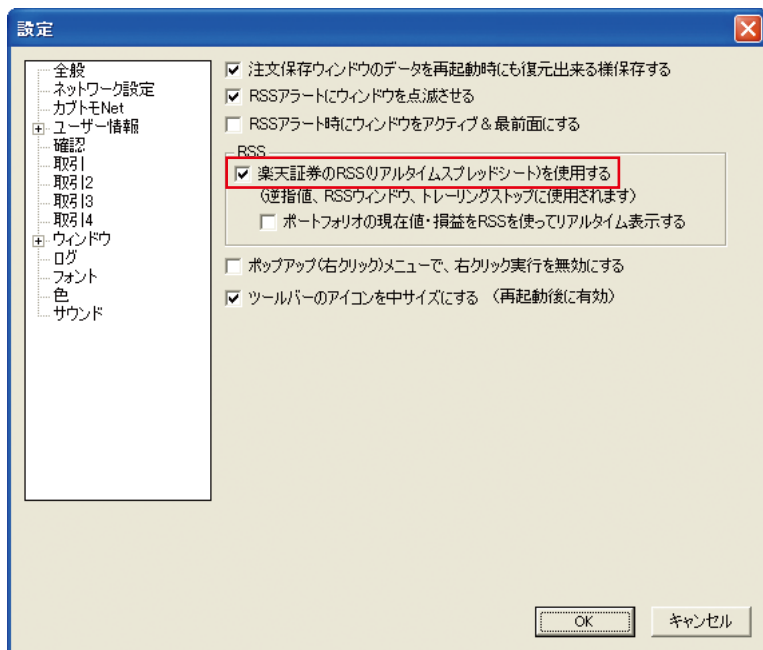 設定
全般
ネットワーク設定
カブトモNet
ユーザー情報
確認
取引
取引2
取引3
取引4
ウィンドウ
ログ
フォント
色
サウンド
注文保存ウィンドウのデータを再起動時にも復元出来る様保存する
RSSアラートにウィンドウを点滅させる
RSSアラート時にウィンドウをアクティブ&最前面にする
RSS
楽天証券のRSS(リアルタイムスプレッドシート)を使用する
(逆指値、RSSウィンドウ、トレーリングストップに使用されます)
ポートフォリオの現在値・損益をRSSを使ってリアルタイム表示する
ポップアップ(右クリック)メニューで、右クリック実行を無効にする
ツールバーのアイコンを中サイズにする (再起動後に有効)
OK
キャンセル